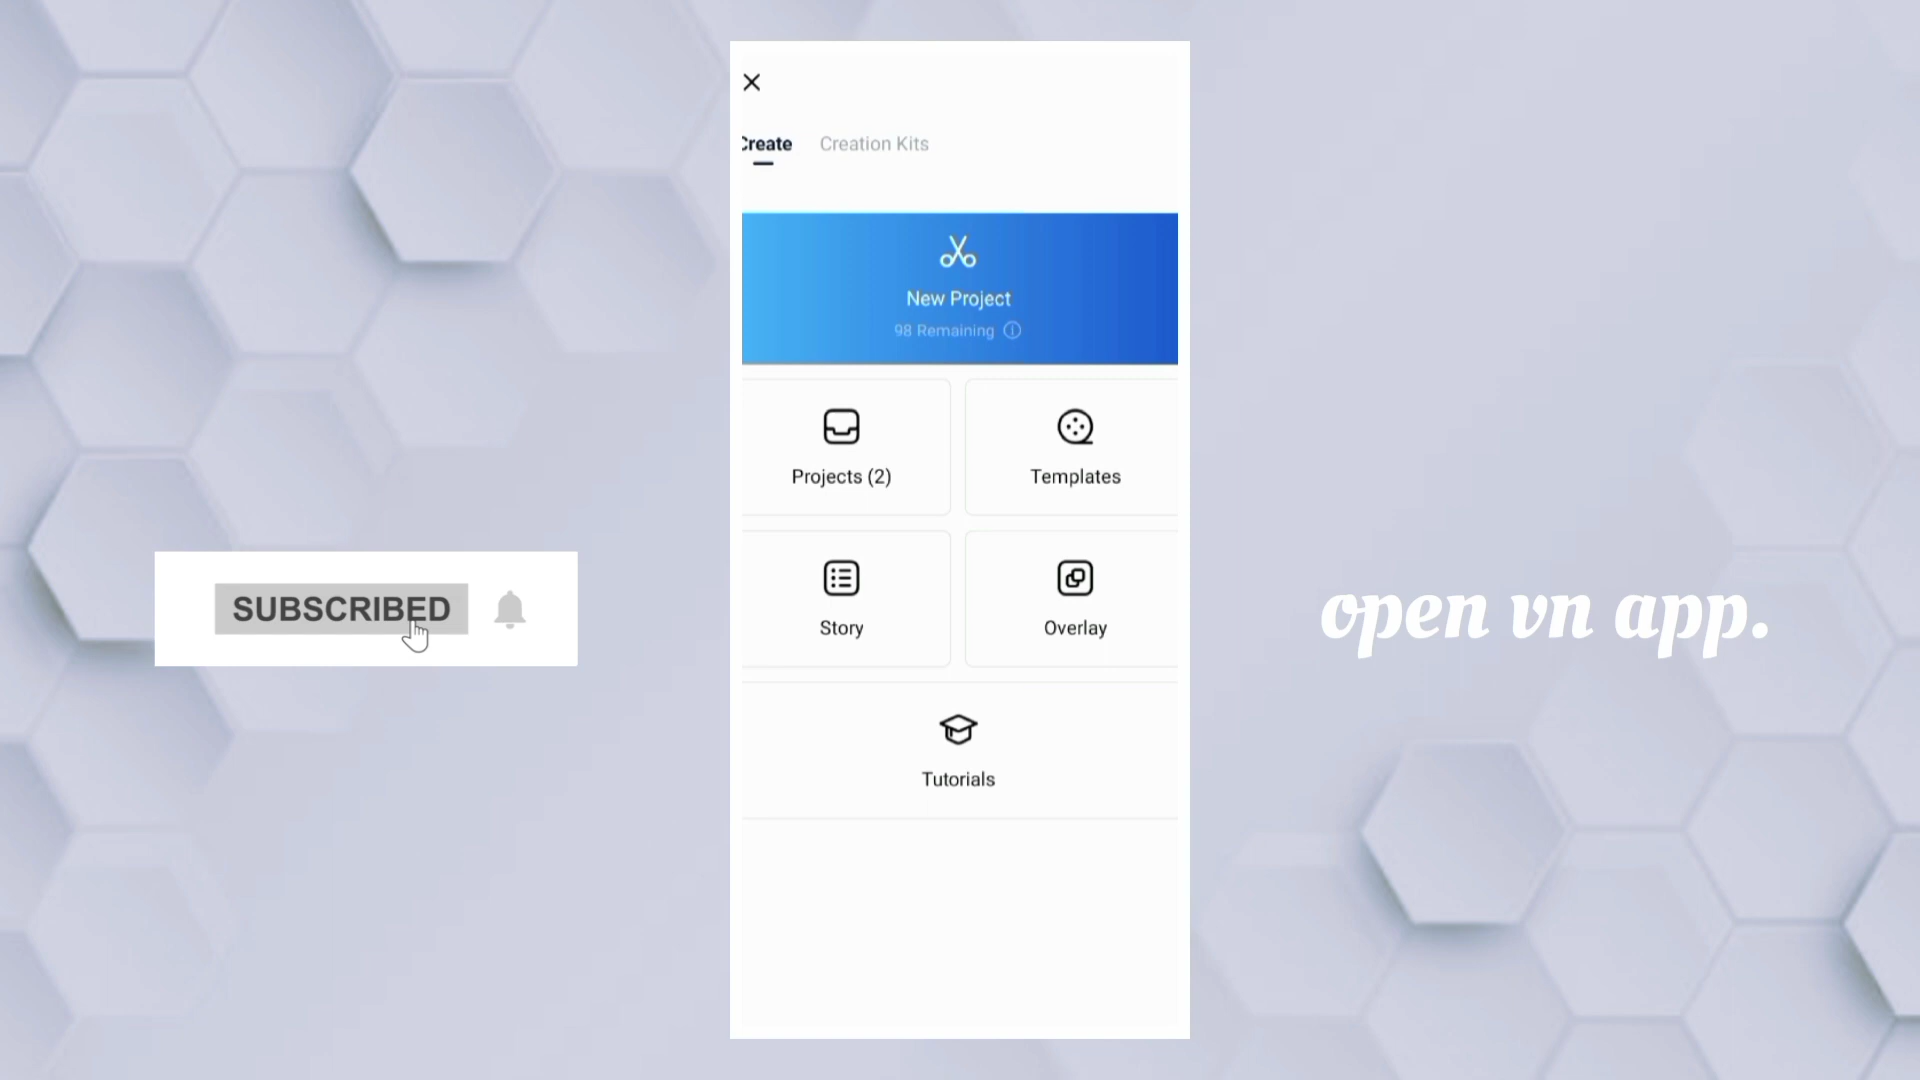 Create
Creation Kits
New Project
98 Remaining
Projects (2)
Templates
Story
Overlay
Tutorials
SUBSCRIBED
open vn app.